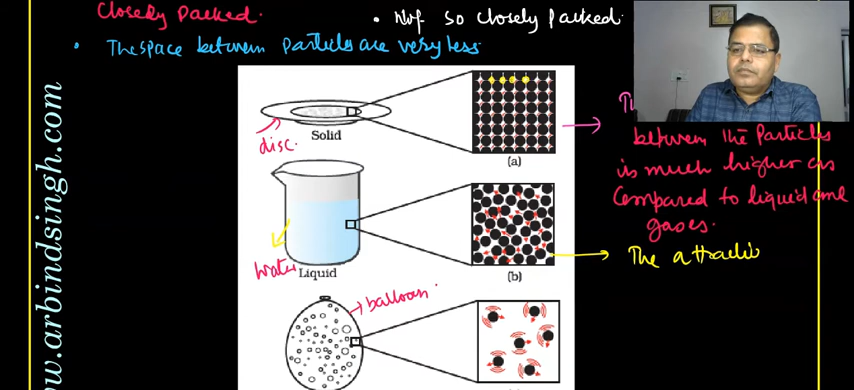 Closely Packed.
• Not so closely Packed.
• The space between Particles are very less.
between the Particles
is much higher as
Compared to liquid and
gases.
The attractio
disc.
Solid
(a)
water
Liquid
(b)
balloon
www.arbindsingh.com